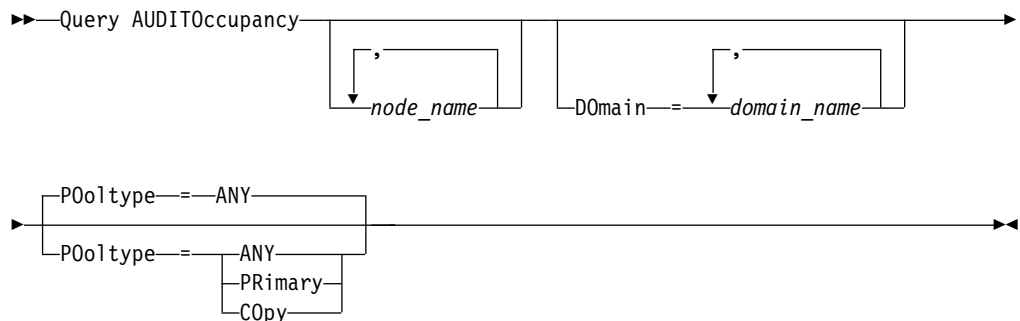 Query AUDITOccupancy
, ,
node_name DOmain = domain_name
POoltype = ANY
POoltype = ANY
PRimary
COpy